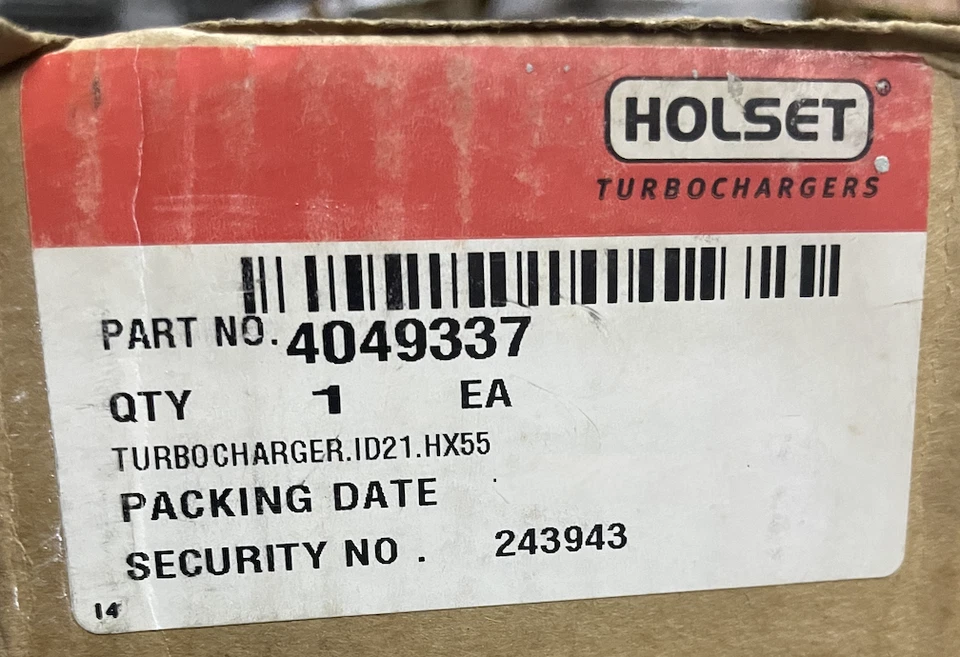 HOLSET®
TURBOCHARGERS
PART NO. 4049337
QTY 1 EA
TURBOCHARGER.ID21.HX55
PACKING DATE
SECURITY NO . 243943
14